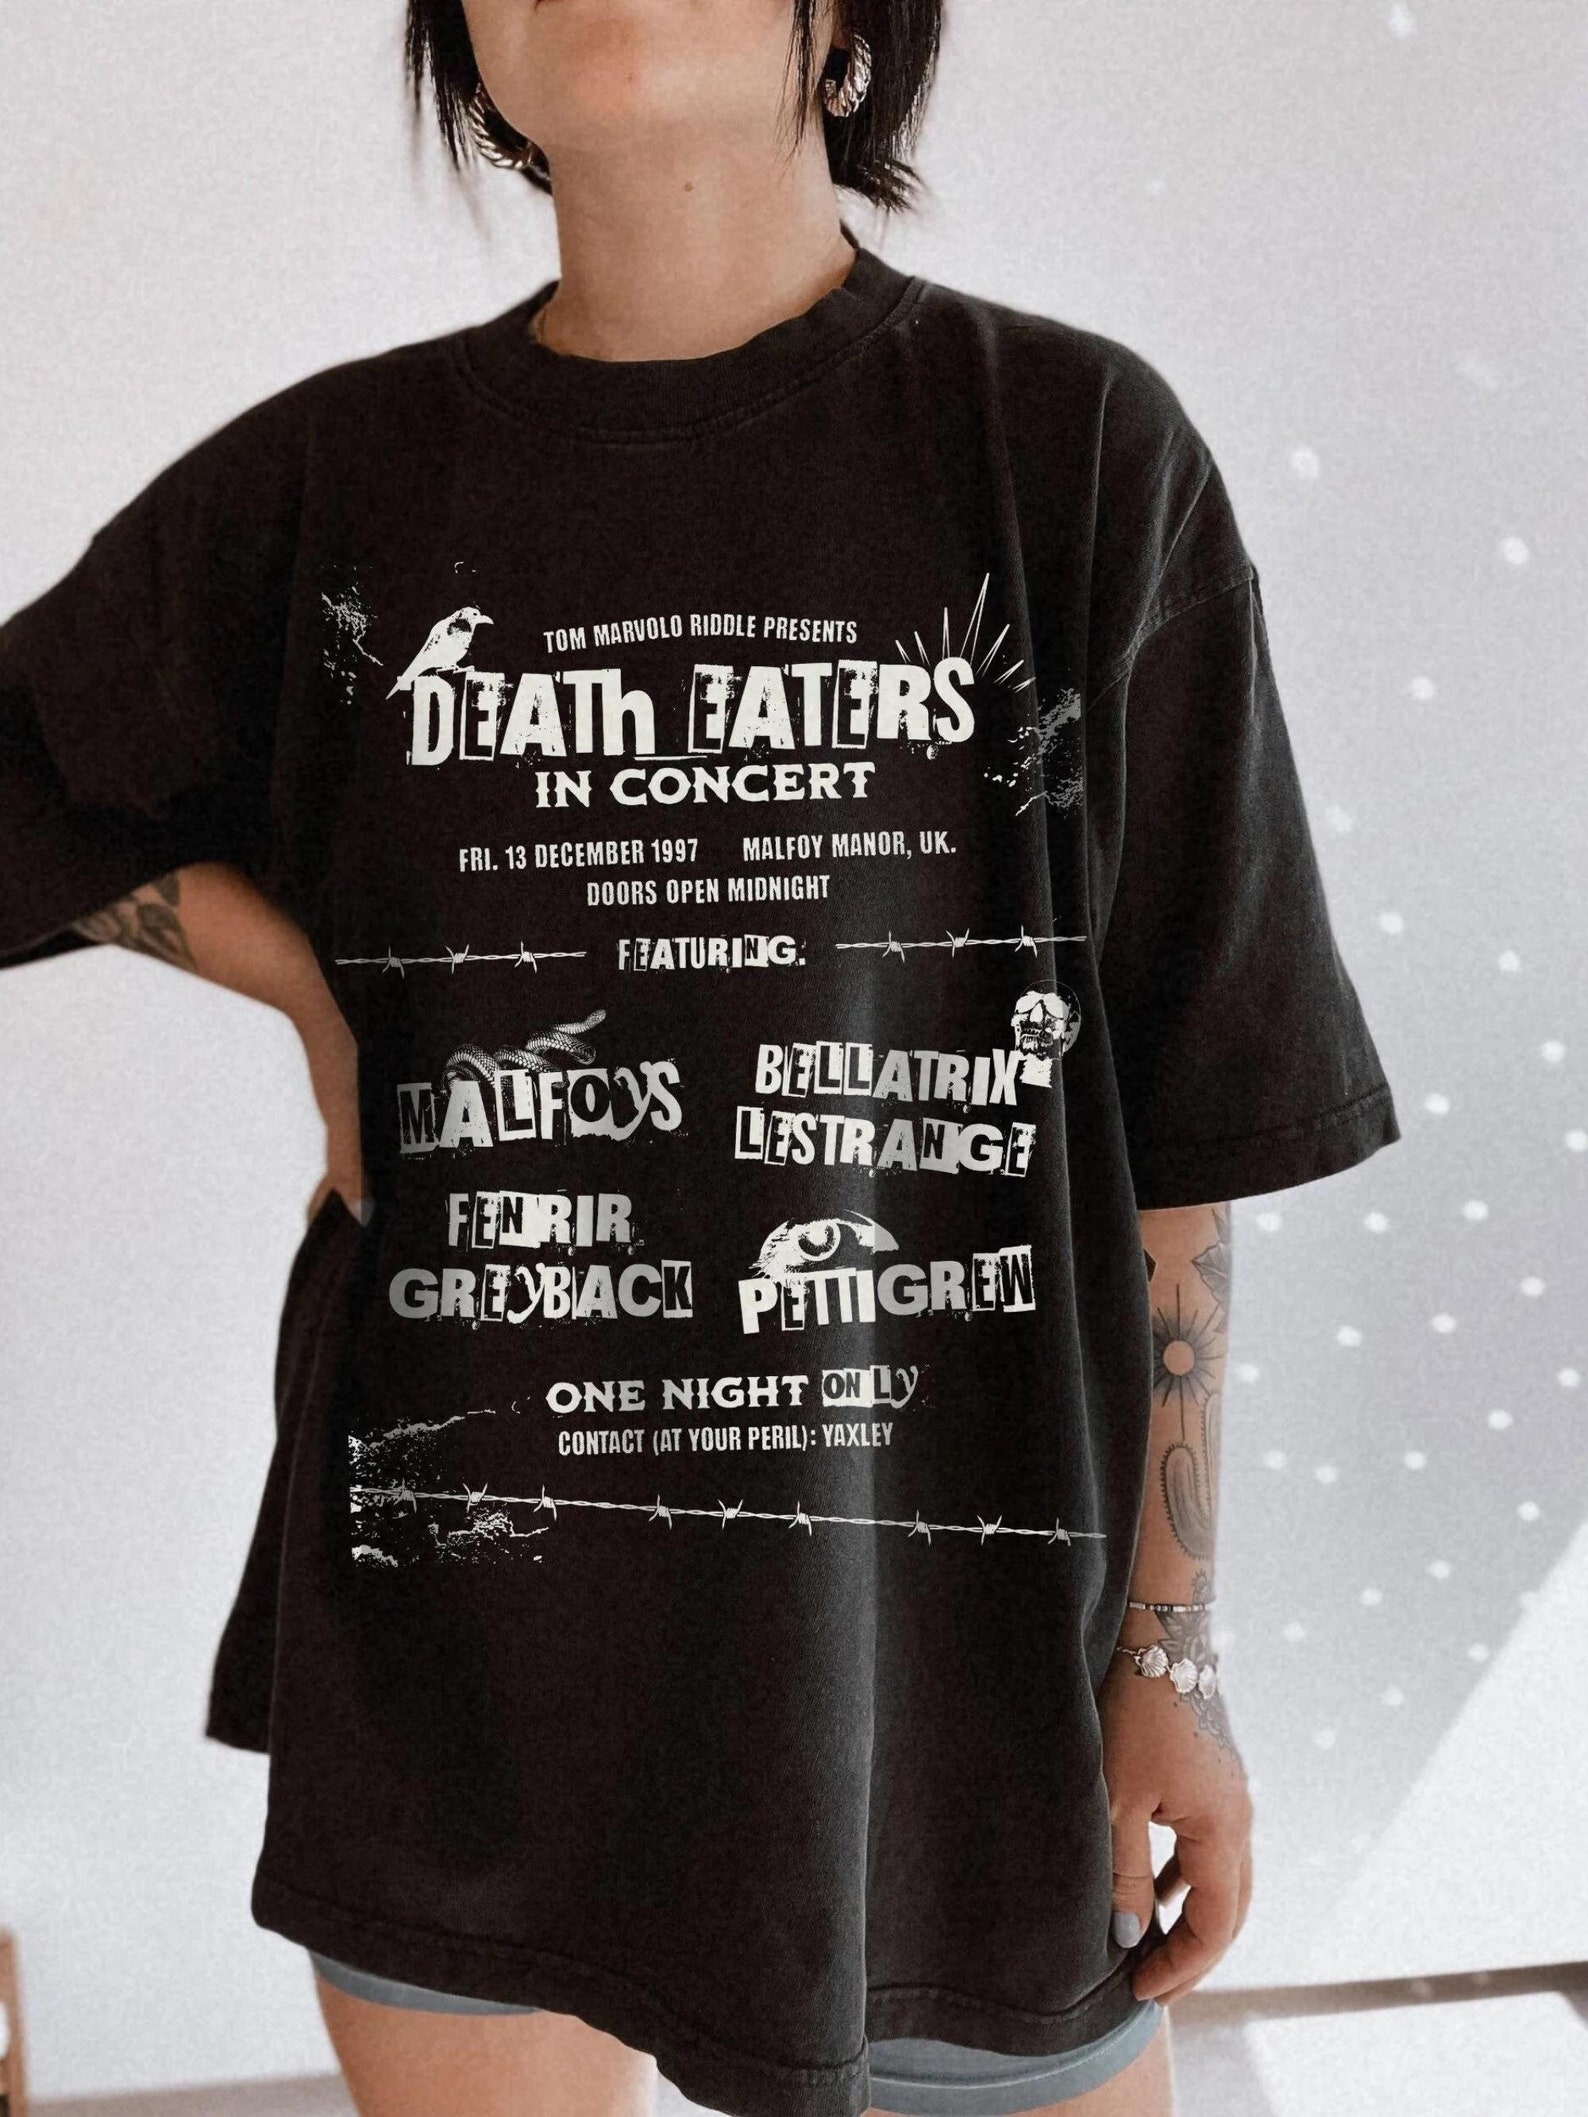 TOM MARVOLO RIDDLE PRESENTS
DEATh EATERS
IN CONCERT
FRI. 13 DECEMBER 1997 MALFOY MANOR, UK.
DOORS OPEN MIDNIGHT
FEATURING.
MALFOyS
BELLATRIX
LESTRANGE
FENRIR
GREyBACK
PETTIGREW
ONE NIGHT ONLy
CONTACT (AT YOUR PERIL): YAXLEY